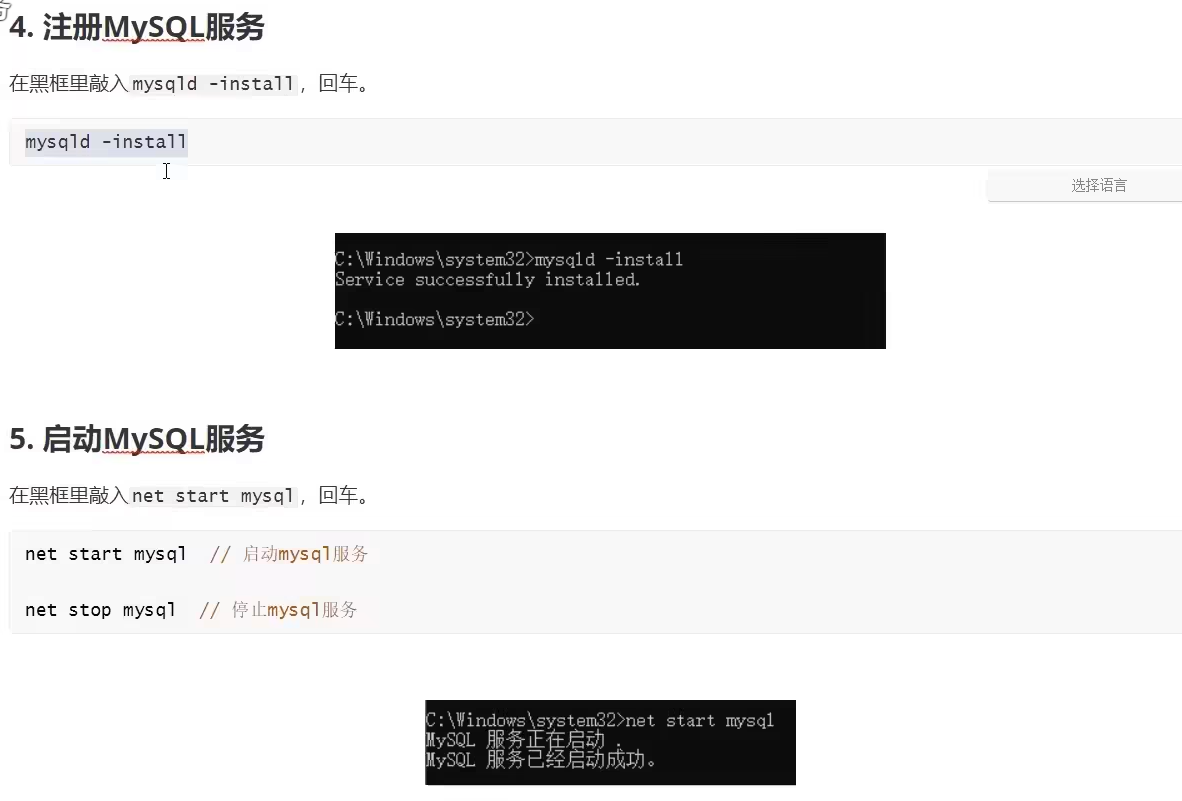 4. 注册MySQL服务
在黑框里敲入mysqld -install，回车。
mysqld -install
选择语言
C:\Windows\system32>mysqld -install
Service successfully installed.
C:\Windows\system32>
5. 启动MySQL服务
在黑框里敲入net start mysql，回车。
net start mysql // 启动mysql服务
net stop mysql // 停止mysql服务
C:\Windows\system32>net start mysql
MySQL 服务正在启动 .
MySQL 服务已经启动成功。